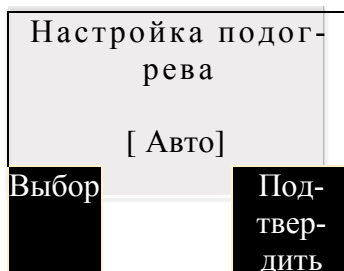 Настройка подог-
рева
[ Авто]
Выбор
Под-
твер-
дить